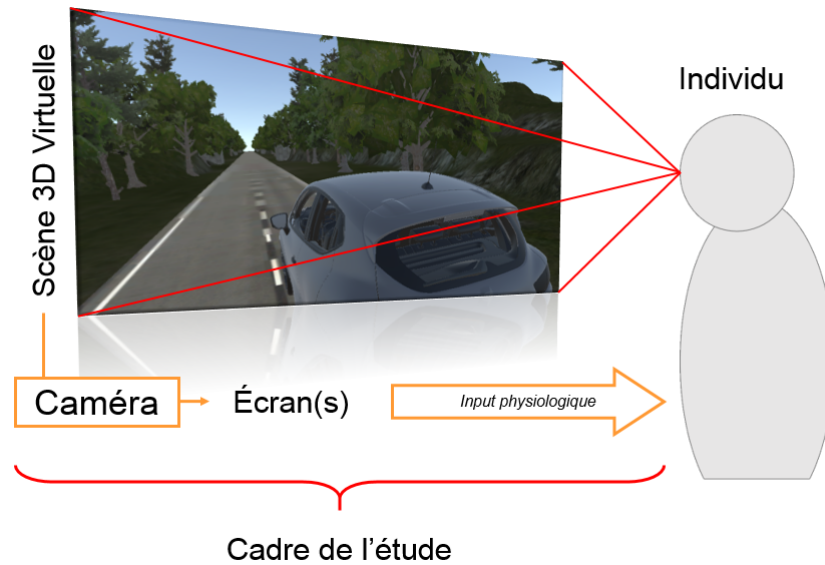 Scène 3D Virtuelle
Individu
Caméra
Écran(s)
Input physiologique
Cadre de l’étude